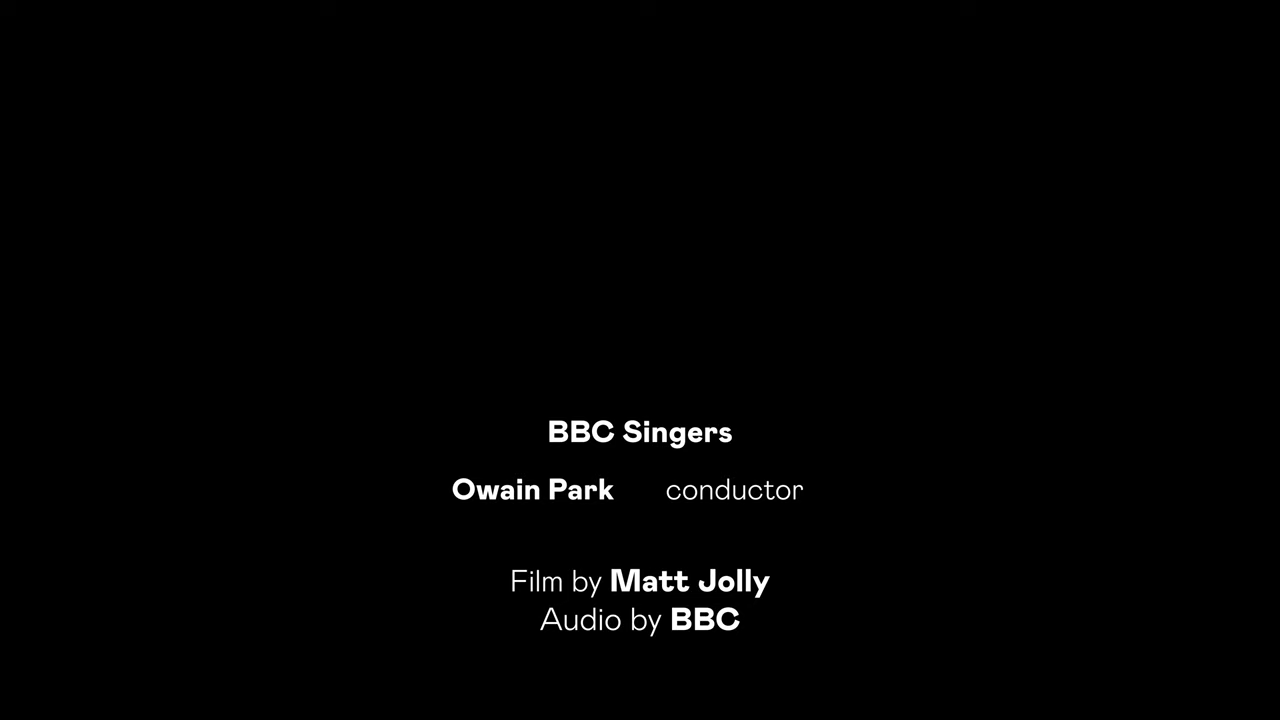 BBC Singers
Owain Park conductor
Film by Matt Jolly
Audio by BBC